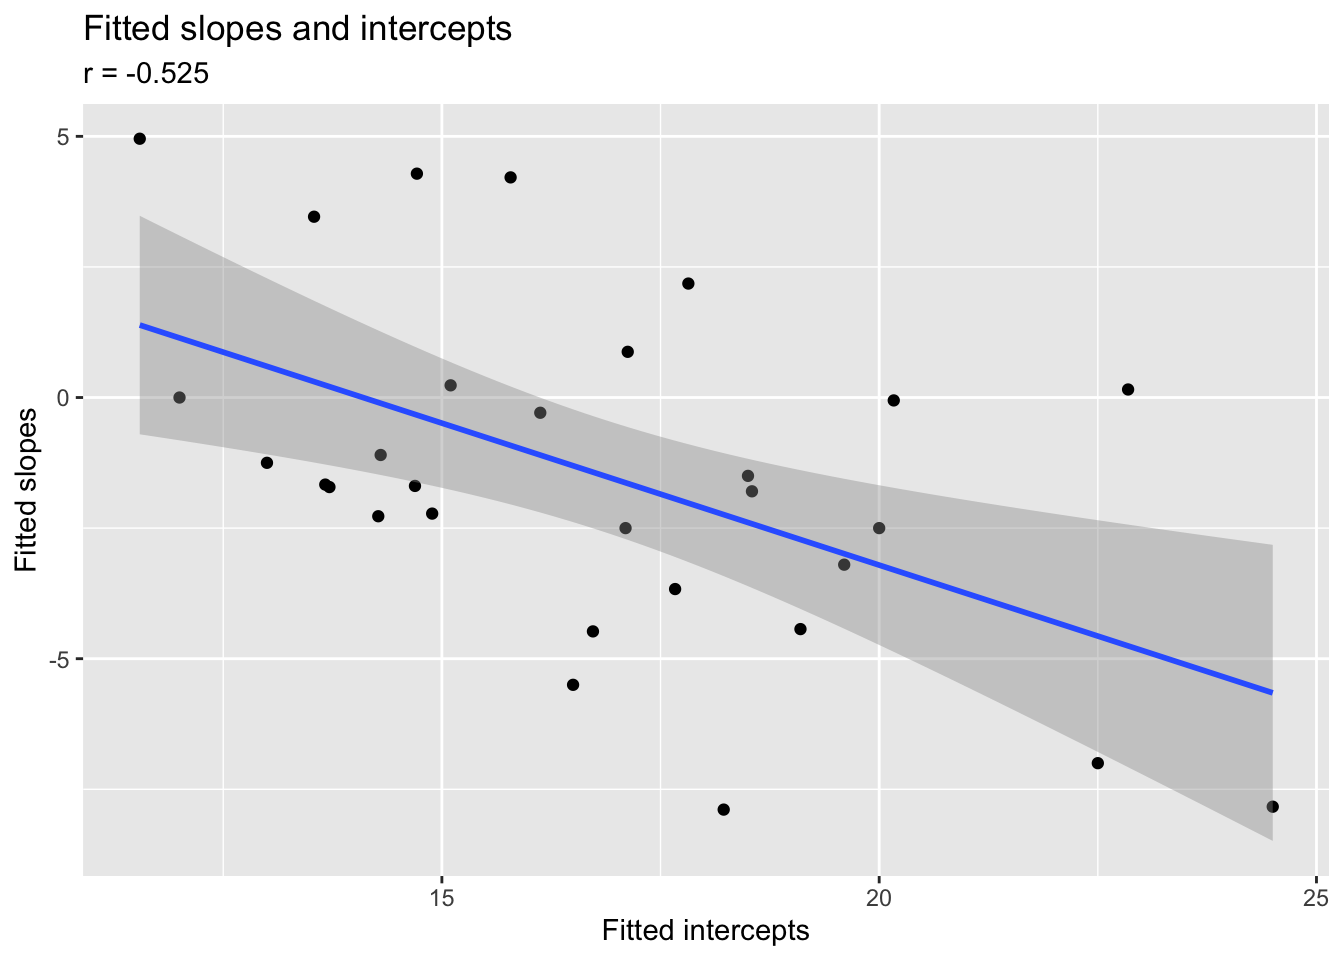 Fitted slopes and intercepts
r = -0.525
5
0
-5
Fitted slopes
15
20
25
Fitted intercepts